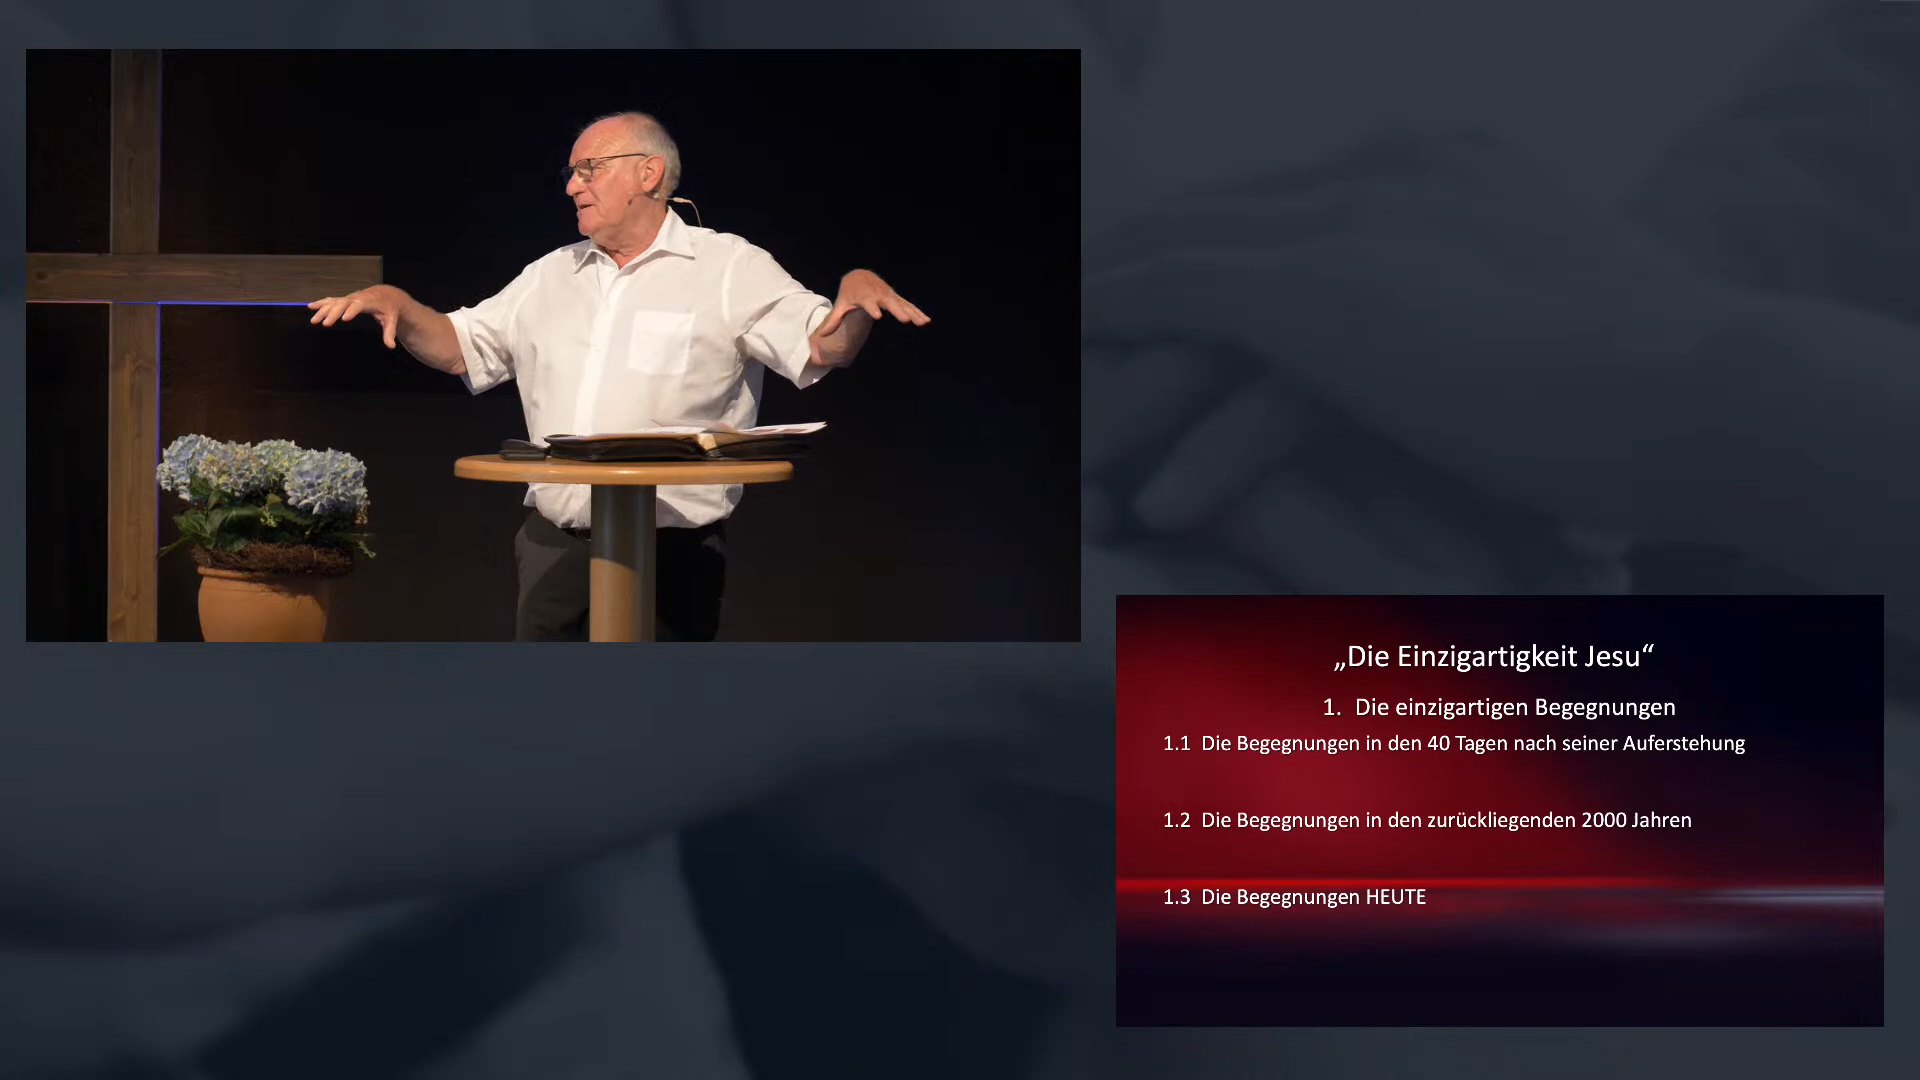 „Die Einzigartigkeit Jesu“
1. Die einzigartigen Begegnungen
1.1 Die Begegnungen in den 40 Tagen nach seiner Auferstehung
1.2 Die Begegnungen in den zurückliegenden 2000 Jahren
1.3 Die Begegnungen HEUTE